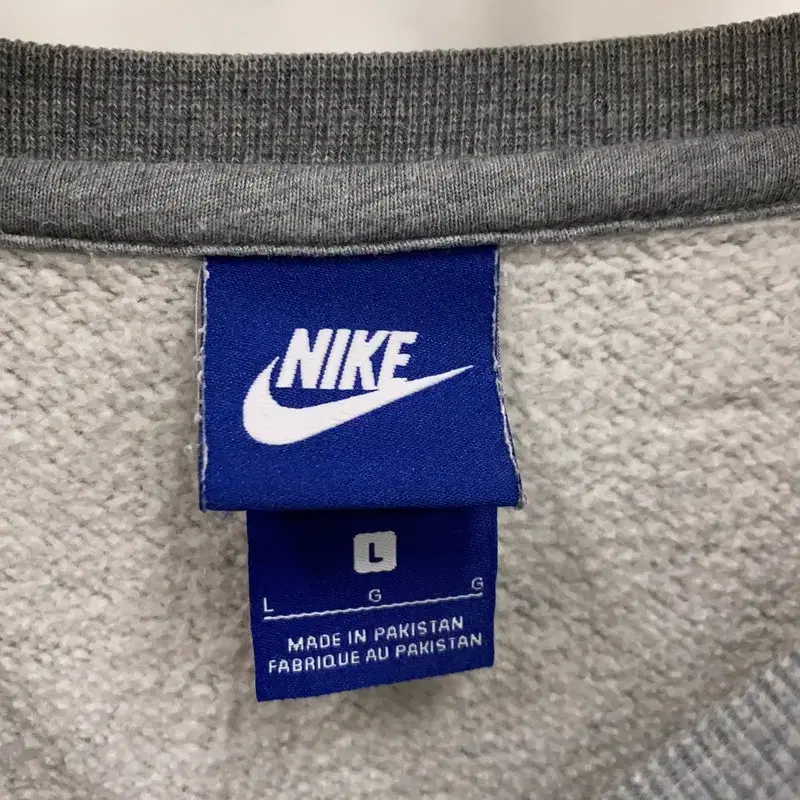 NIKE
L
L G G
MADE IN PAKISTAN
FABRIQUE AU PAKISTAN